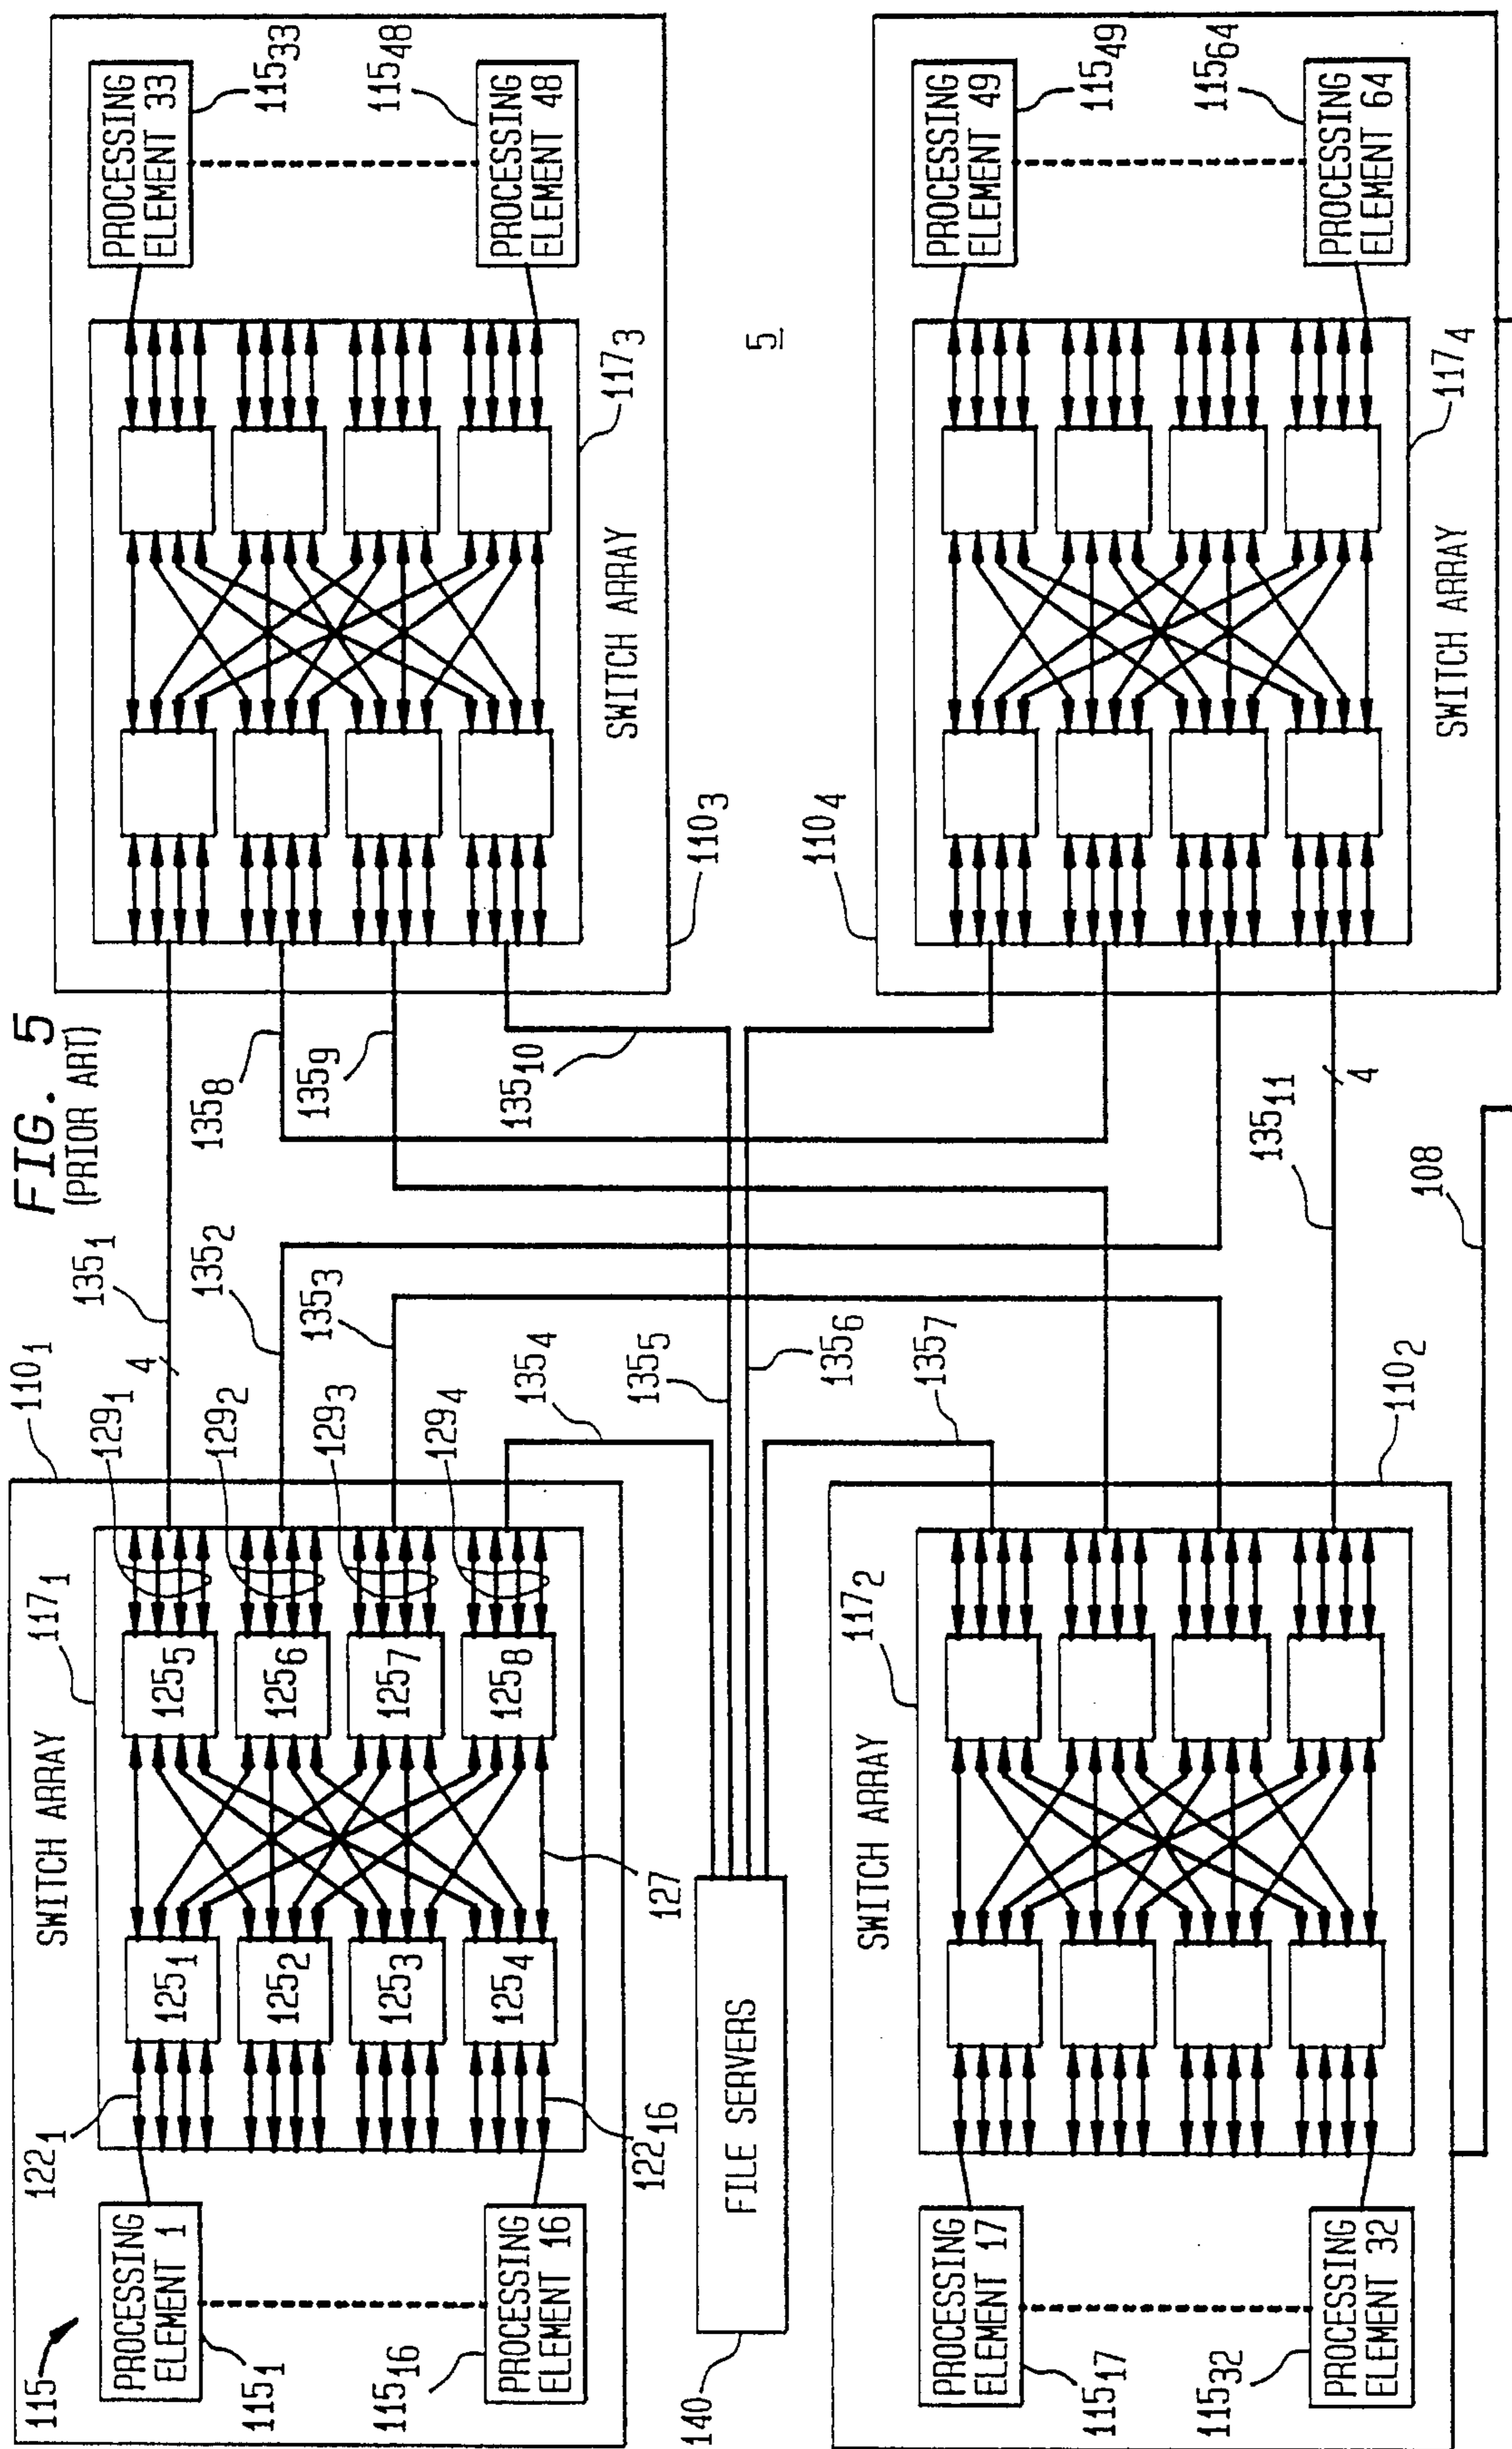 FIG. 5
(PRIOR ART)
110₁
117₁
SWITCH ARRAY
115
122₁
PROCESSING
ELEMENT 1
115₁
PROCESSING
ELEMENT 16
115₁₆
122₁₆
125₁
125₂
125₃
125₄
125₅
125₆
125₇
125₈
127
129₁
129₂
129₃
129₄
4
135₁
135₂
135₃
135₄
135₅
135₆
135₇
135₈
135₉
135₁₀
PROCESSING
ELEMENT 33
115₃₃
PROCESSING
ELEMENT 48
115₄₈
SWITCH ARRAY
117₃
110₃
5
FILE SERVERS
140
SWITCH ARRAY
117₂
110₂
PROCESSING
ELEMENT 17
115₁₇
PROCESSING
ELEMENT 32
115₃₂
135₁₁
4
108
110₄
SWITCH ARRAY
117₄
PROCESSING
ELEMENT 49
115₄₉
PROCESSING
ELEMENT 64
115₆₄